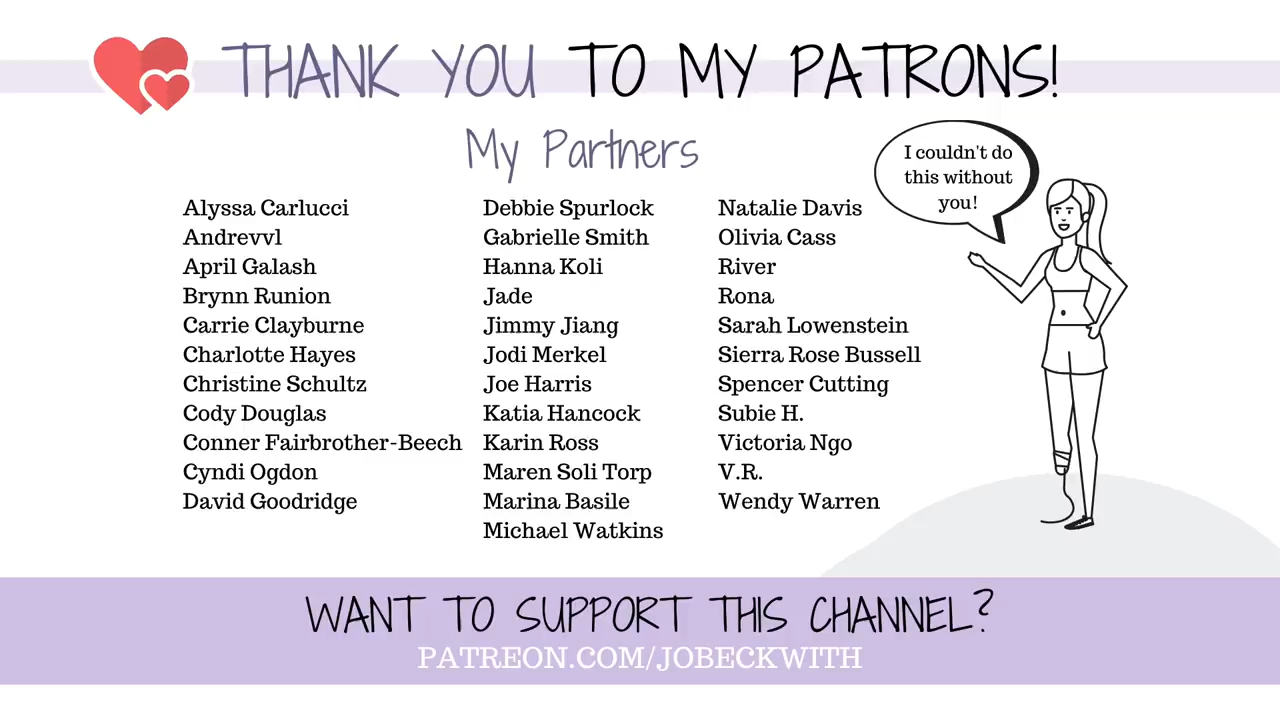 THANK YOU TO MY PATRONS!
My Partners
I couldn't do
this without
you!
Alyssa Carlucci
Andrevvl
April Galash
Brynn Runion
Carrie Clayburne
Charlotte Hayes
Christine Schultz
Cody Douglas
Conner Fairbrother-Beech
Cyndi Ogdon
David Goodridge
Debbie Spurlock
Gabrielle Smith
Hanna Koli
Jade
Jimmy Jiang
Jodi Merkel
Joe Harris
Katia Hancock
Karin Ross
Maren Soli Torp
Marina Basile
Michael Watkins
Natalie Davis
Olivia Cass
River
Rona
Sarah Lowenstein
Sierra Rose Bussell
Spencer Cutting
Subie H.
Victoria Ngo
V.R.
Wendy Warren
WANT TO SUPPORT THIS CHANNEL?
PATREON.COM/JOBECKWITH